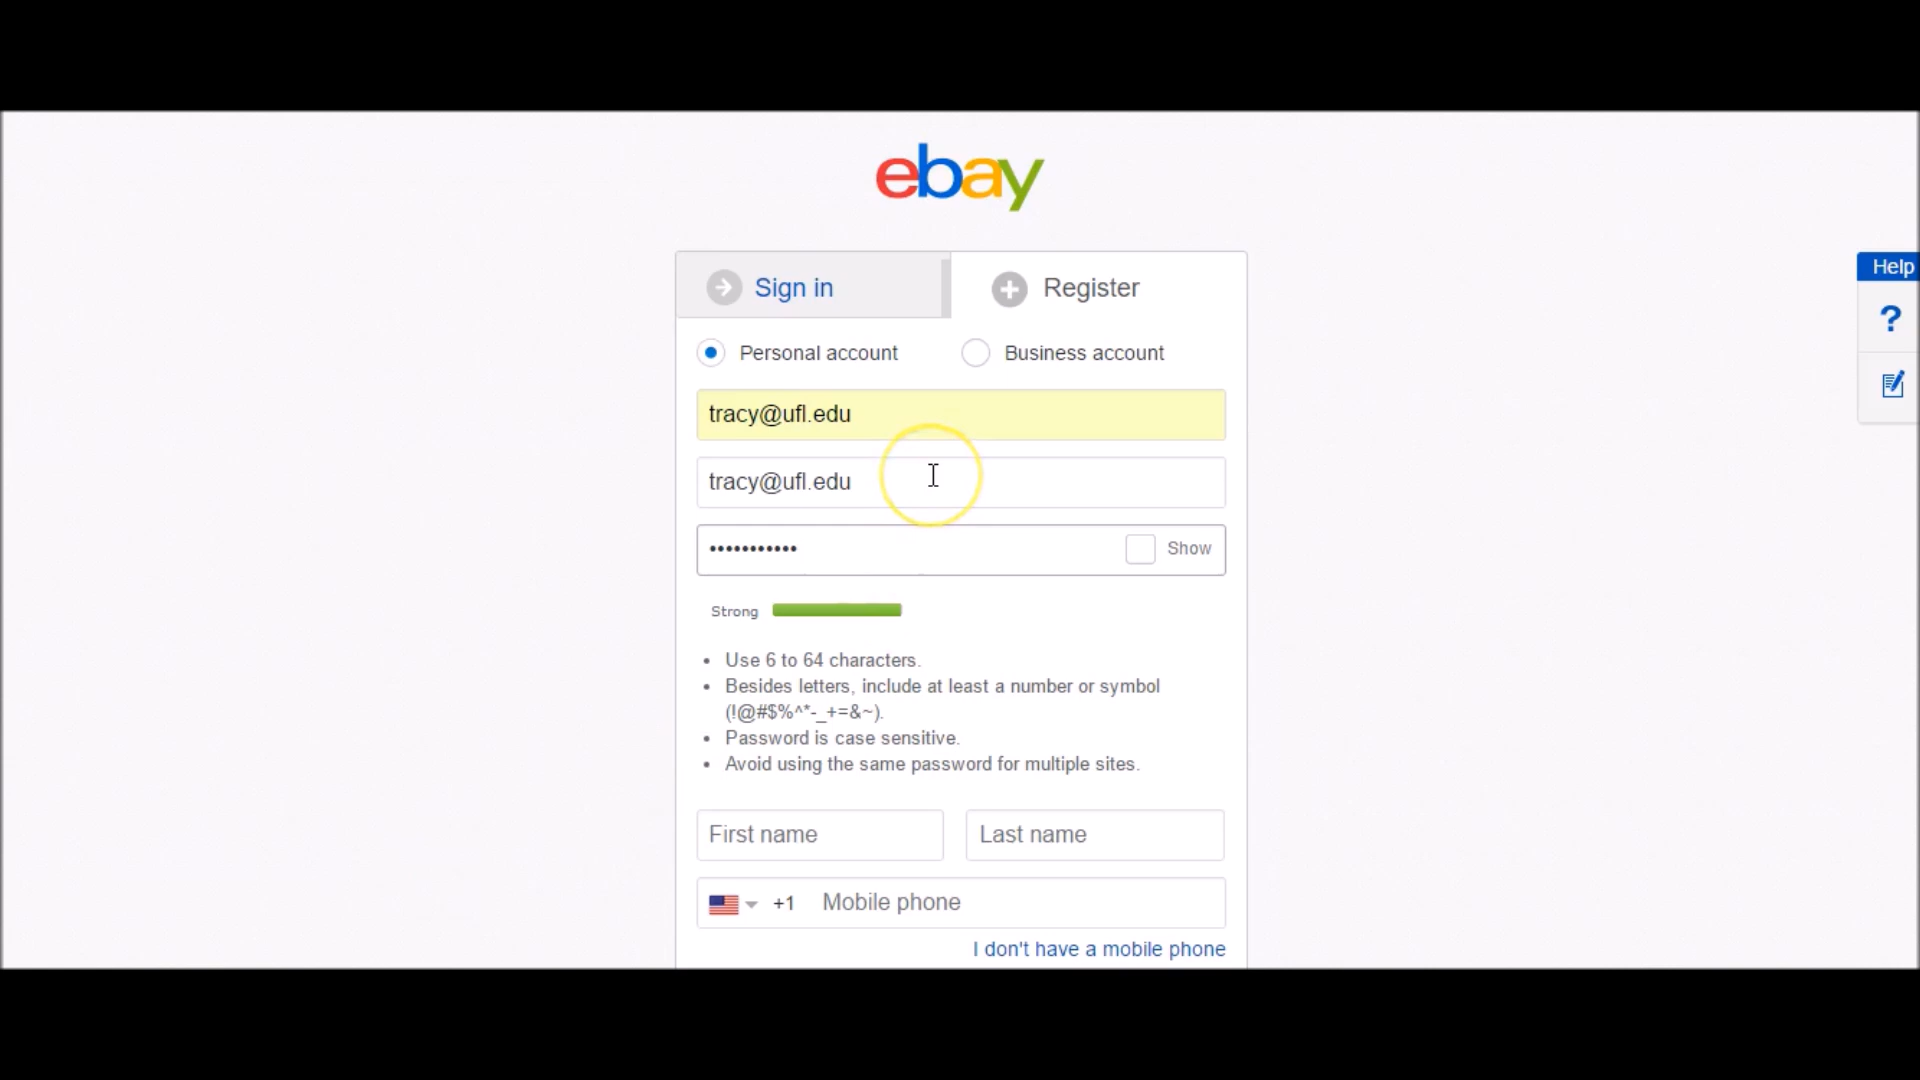 ebay
Sign in
Register
Help
?
Personal account
Business account
tracy@ufl.edu
tracy@ufl.edu
•••••••••••
Show
Strong
• Use 6 to 64 characters.
• Besides letters, include at least a number or symbol
(!@#$%^*-_+=&~).
• Password is case sensitive.
• Avoid using the same password for multiple sites.
First name
Last name
+1 Mobile phone
I don't have a mobile phone